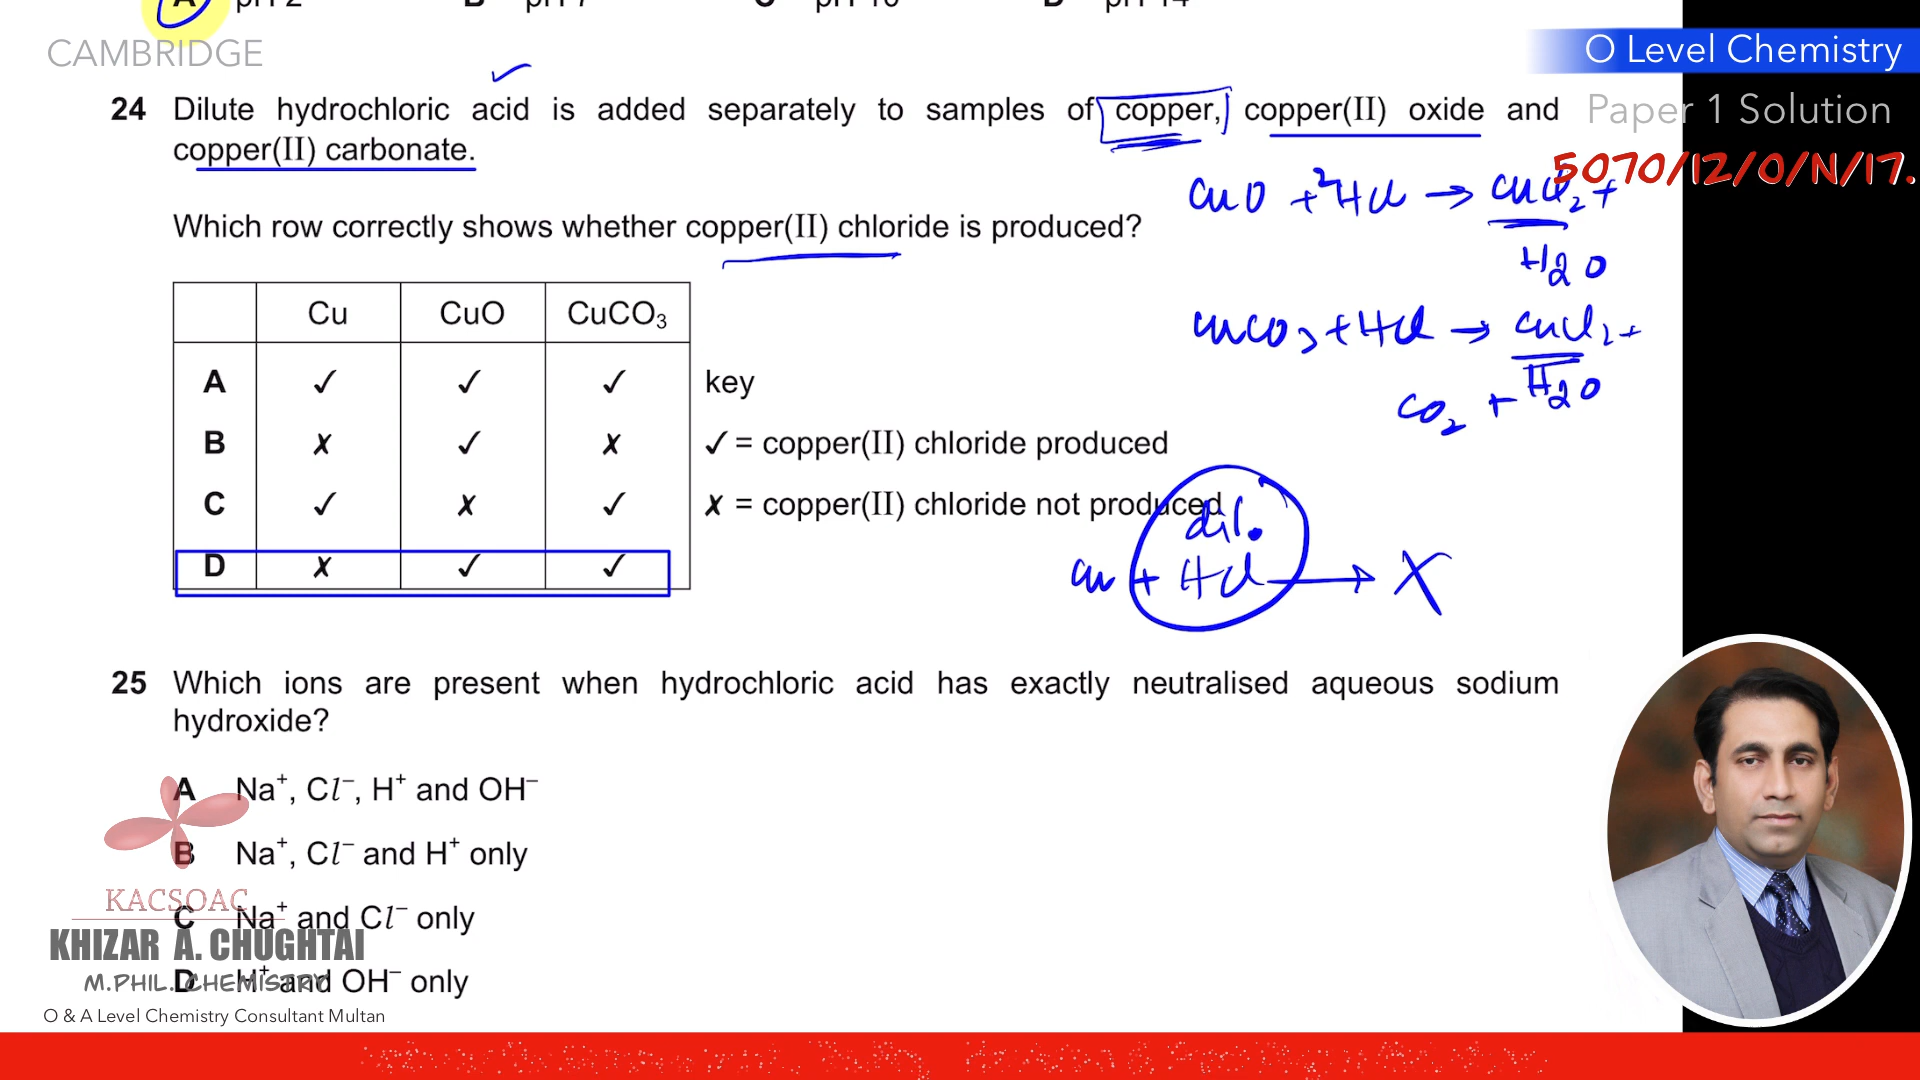 CAMBRIDGE
O Level Chemistry
Paper 1 Solution
5070/12/O/N/17.
24 Dilute hydrochloric acid is added separately to samples of copper, copper(II) oxide and
copper(II) carbonate.
Which row correctly shows whether copper(II) chloride is produced?
CuO + 2HCl → CuCl₂ +
H₂O
CuCO₃ + HCl → CuCl₂ +
CO₂ + H₂O
Cu CuO CuCO₃
A ✓ ✓ ✓ key
B ✗ ✓ ✗ ✓ = copper(II) chloride produced
C ✓ ✗ ✓ ✗ = copper(II) chloride not produced
D ✗ ✓ ✓
dil.
Cu + HCl → X
25 Which ions are present when hydrochloric acid has exactly neutralised aqueous sodium
hydroxide?
A Na⁺, Cl⁻, H⁺ and OH⁻
B Na⁺, Cl⁻ and H⁺ only
C Na⁺ and Cl⁻ only
D H⁺ and OH⁻ only
KACSOAC
KHIZAR A. CHUGHTAI
M.PHIL. CHEMISTRY
O & A Level Chemistry Consultant Multan